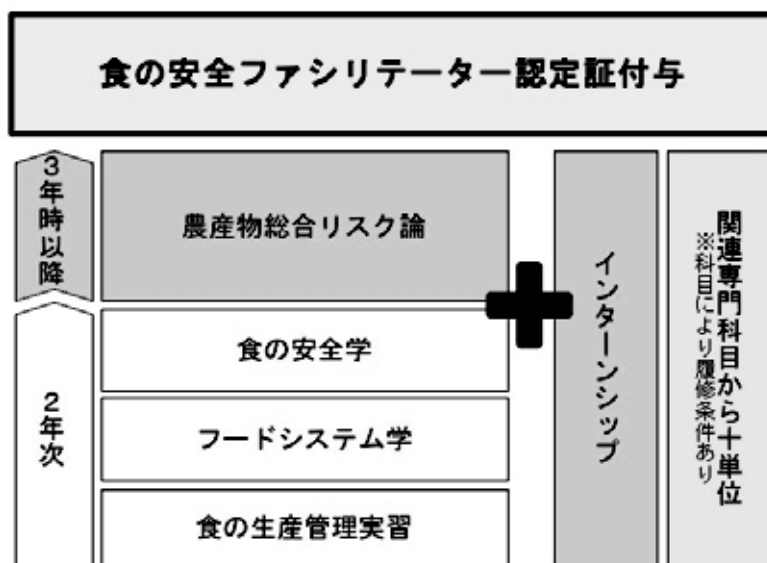 食の安全ファシリテーター認定証付与
3年時以降
農産物総合リスク論
2年次
食の安全学
フードシステム学
食の生産管理実習
インターンシップ
関連専門科目から十単位
※科目により履修条件あり